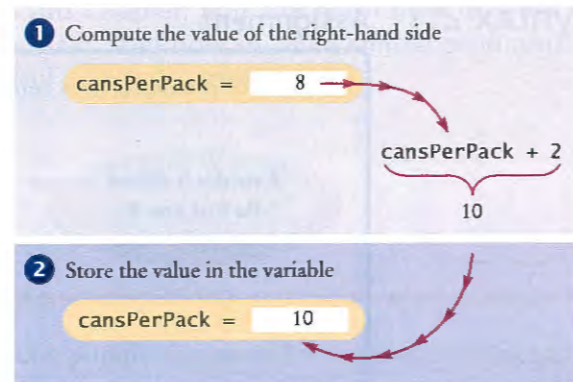 1 Compute the value of the right-hand side
cansPerPack = 8
cansPerPack + 2
10
2 Store the value in the variable
cansPerPack = 10